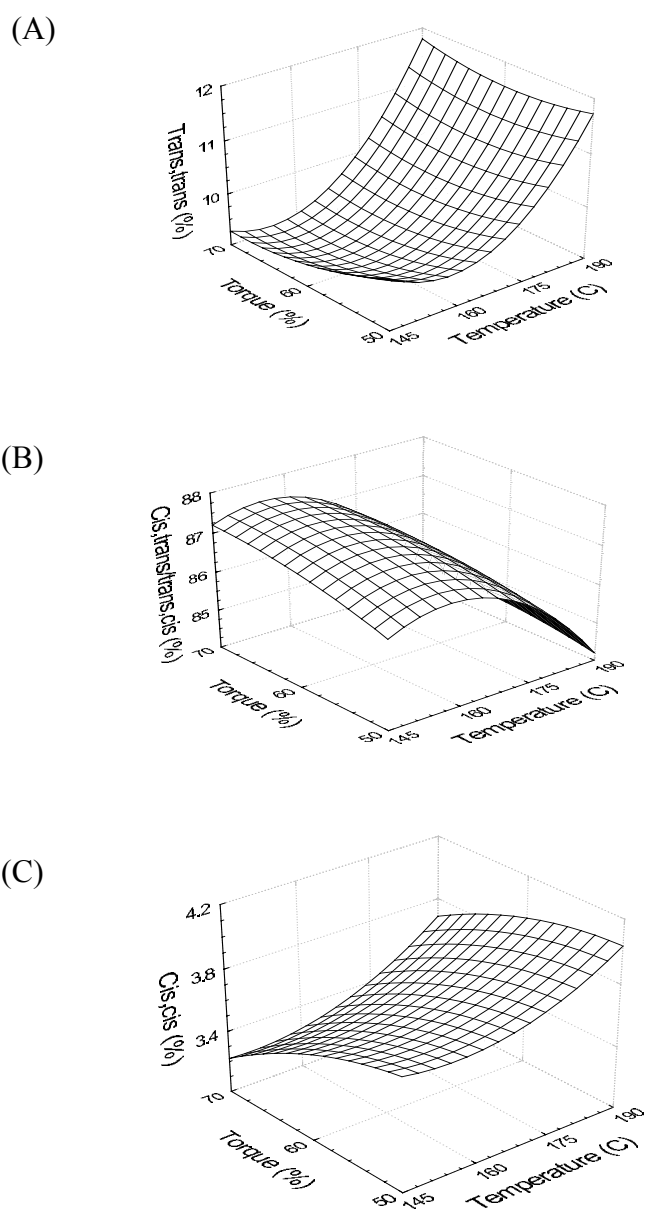 (A)
12
11
10
Trans,trans (%)
70
60
50
Torque (%)
145
160
175
190
Temperature (C)
(B)
88
87
86
85
Cis,trans/trans,cis (%)
70
60
50
Torque (%)
145
160
175
190
Temperature (C)
(C)
4.2
3.8
3.4
Cis,cis (%)
70
60
50
Torque (%)
145
160
175
190
Temperature (C)